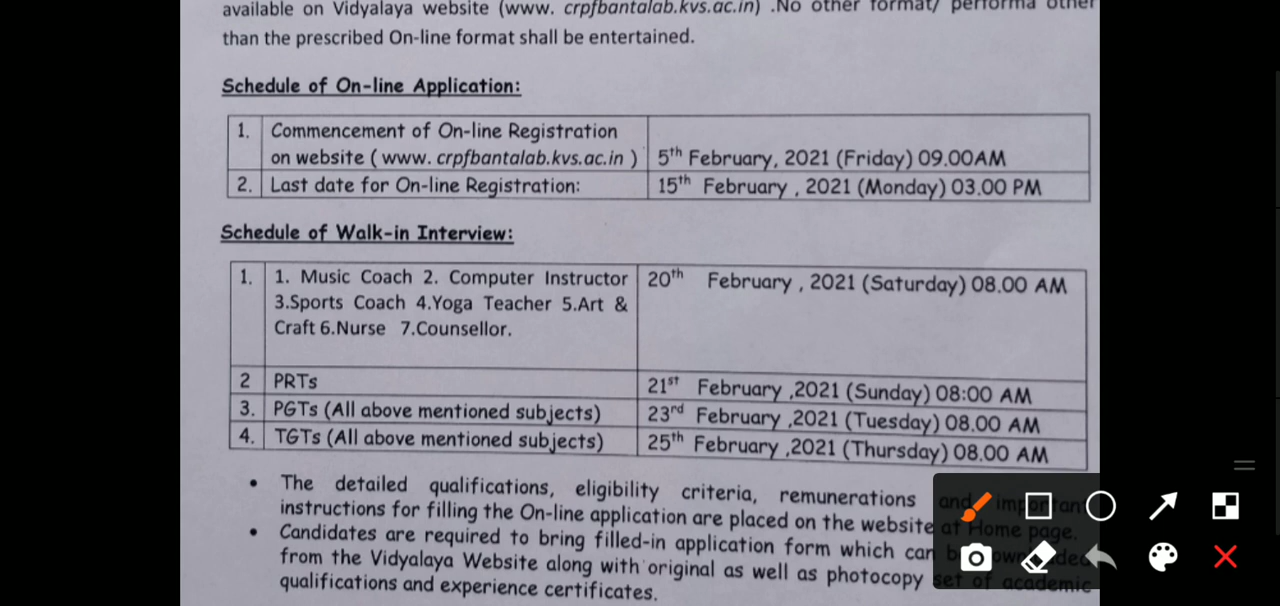 available on Vidyalaya website (www. crpfbantalab.kvs.ac.in) .No other format/ performa other
than the prescribed On-line format shall be entertained.
Schedule of On-line Application:
1. Commencement of On-line Registration
on website ( www. crpfbantalab.kvs.ac.in ) 5th February, 2021 (Friday) 09.00AM
2. Last date for On-line Registration: 15th February , 2021 (Monday) 03.00 PM
Schedule of Walk-in Interview:
1. 1. Music Coach 2. Computer Instructor 20th February , 2021 (Saturday) 08.00 AM
3.Sports Coach 4.Yoga Teacher 5.Art &
Craft 6.Nurse 7.Counsellor.
2 PRTs 21st February ,2021 (Sunday) 08:00 AM
3. PGTs (All above mentioned subjects) 23rd February ,2021 (Tuesday) 08.00 AM
4. TGTs (All above mentioned subjects) 25th February ,2021 (Thursday) 08.00 AM
• The detailed qualifications, eligibility criteria, remunerations and important
instructions for filling the On-line application are placed on the website at Home page.
• Candidates are required to bring filled-in application form which can
from the Vidyalaya Website along with original as well as photocopy set of academic
qualifications and experience certificates.